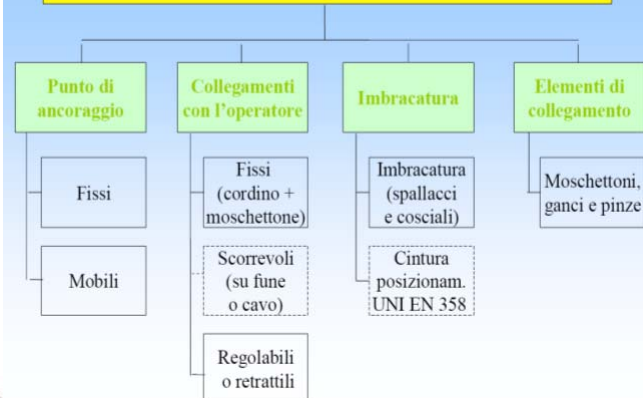 Punto di
ancoraggio
Collegamenti
con l'operatore
Imbracatura
Elementi di
collegamento
Fissi
Mobili
Fissi
(cordino +
moschettone)
Scorrevoli
(su fune
o cavo)
Regolabili
o retrattili
Imbracatura
(spallacci
e cosciali)
Cintura
posizionam.
UNI EN 358
Moschettoni,
ganci e pinze